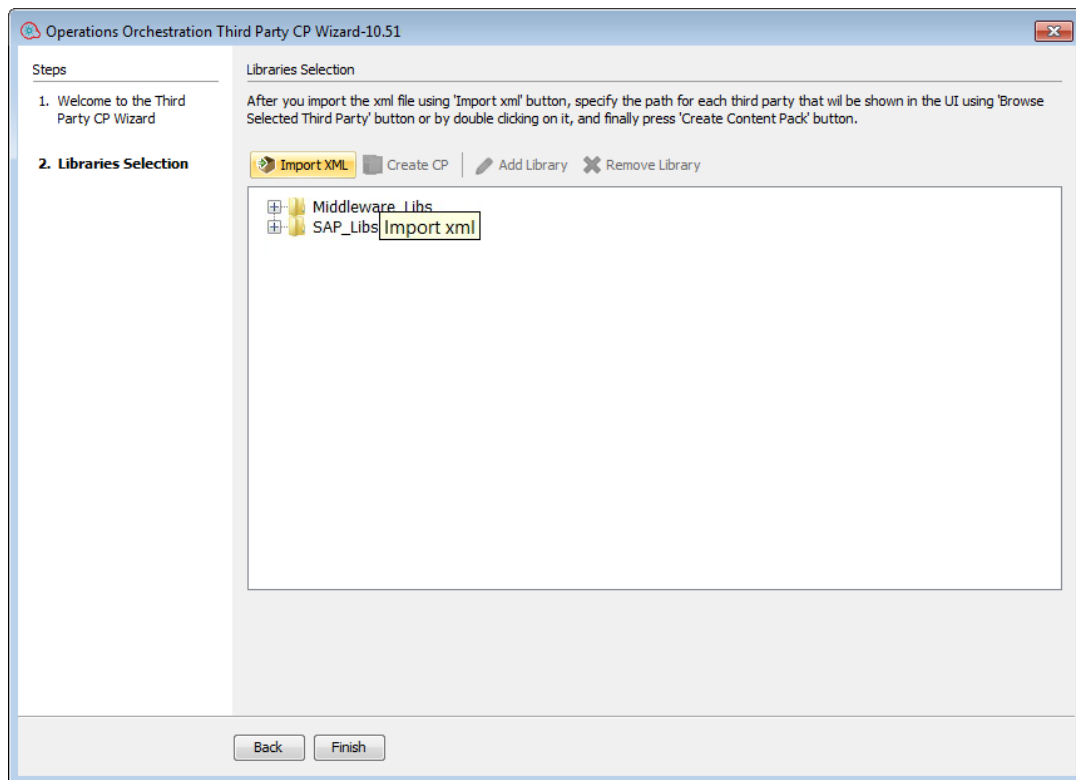 Operations Orchestration Third Party CP Wizard-10.51
Steps
1. Welcome to the Third
Party CP Wizard
2. Libraries Selection
Libraries Selection
After you import the xml file using 'Import xml' button, specify the path for each third party that wil be shown in the UI using 'Browse
Selected Third Party' button or by double clicking on it, and finally press 'Create Content Pack' button.
Import XML Create CP Add Library Remove Library
Middleware_Libs
SAP_Libs
Import xml
Back Finish